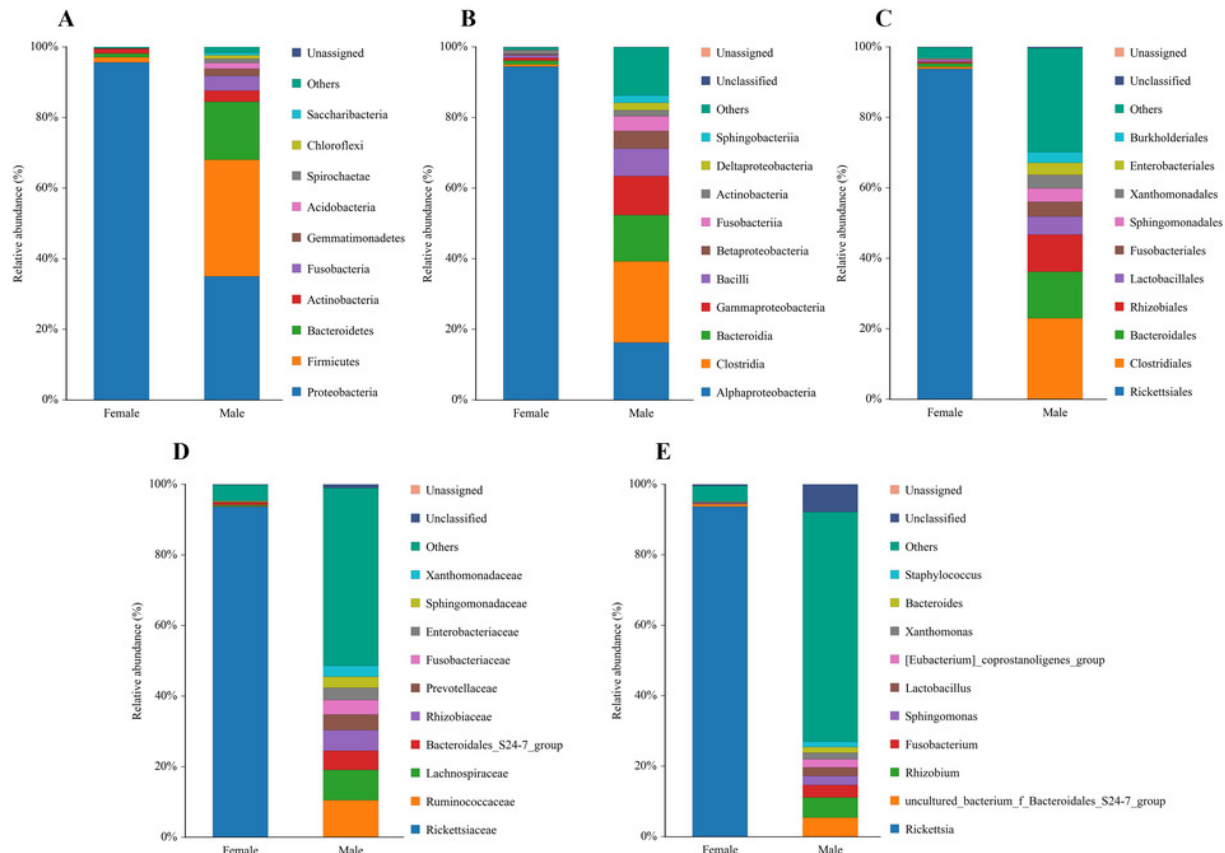 A
Relative abundance (%)
100%
80%
60%
40%
20%
0%
Female
Male
Unassigned
Others
Saccharibacteria
Chloroflexi
Spirochaetae
Acidobacteria
Gemmatimonadetes
Fusobacteria
Actinobacteria
Bacteroidetes
Firmicutes
Proteobacteria
B
Relative abundance (%)
100%
80%
60%
40%
20%
0%
Female
Male
Unassigned
Unclassified
Others
Sphingobacteriia
Deltaproteobacteria
Actinobacteria
Fusobacteriia
Betaproteobacteria
Bacilli
Gammaproteobacteria
Bacteroidia
Clostridia
Alphaproteobacteria
C
Relative abundance (%)
100%
80%
60%
40%
20%
0%
Female
Male
Unassigned
Unclassified
Others
Burkholderiales
Enterobacteriales
Xanthomonadales
Sphingomonadales
Fusobacteriales
Lactobacillales
Rhizobiales
Bacteroidales
Clostridiales
Rickettsiales
D
Relative abundance (%)
100%
80%
60%
40%
20%
0%
Female
Male
Unassigned
Unclassified
Others
Xanthomonadaceae
Sphingomonadaceae
Enterobacteriaceae
Fusobacteriaceae
Prevotellaceae
Rhizobiaceae
Bacteroidales_S24-7_group
Lachnospiraceae
Ruminococcaceae
Rickettsiaceae
E
Relative abundance (%)
100%
80%
60%
40%
20%
0%
Female
Male
Unassigned
Unclassified
Others
Staphylococcus
Bacteroides
Xanthomonas
[Eubacterium]_coprostanoligenes_group
Lactobacillus
Sphingomonas
Fusobacterium
Rhizobium
uncultured_bacterium_f_Bacteroidales_S24-7_group
Rickettsia